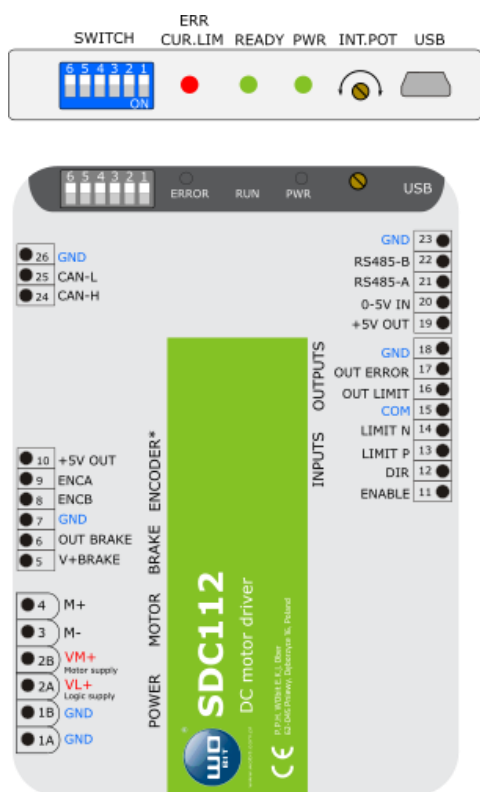 ERR
SWITCH CUR.LIM READY PWR INT.POT USB
6 5 4 3 2 1
ON
6 5 4 3 2 1
ERROR RUN PWR USB
26 GND
25 CAN-L
24 CAN-H
GND 23
RS485-B 22
RS485-A 21
0-5V IN 20
+5V OUT 19
GND 18
OUT ERROR 17
OUT LIMIT 16
COM 15
LIMIT N 14
LIMIT P 13
DIR 12
ENABLE 11
OUTPUTS
INPUTS
10 +5V OUT
9 ENCA
8 ENCB
7 GND
6 OUT BRAKE
5 V+BRAKE
4 M+
3 M-
2B VM+
Motor supply
2A VL+
Logic supply
1B GND
1A GND
ENCODER*
BRAKE
MOTOR
POWER
SDC112
DC motor driver
WO
BIT
CE